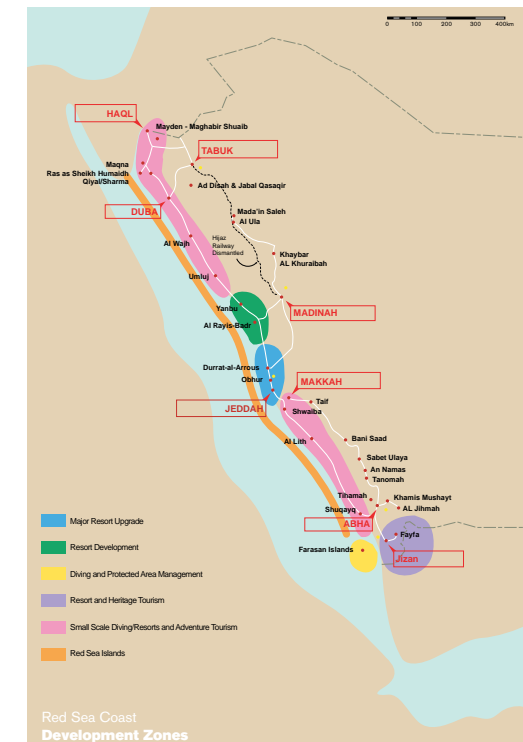 0 100 200 300 400km
HAQL
Mayden - Maghabir Shuaib
TABUK
Maqna
Ras as Sheikh Humaidh
Qiyal/Sharma
Ad Disah & Jabal Qasaqir
DUBA
Mada'in Saleh
Al Ula
Al Wajh
Hijaz
Railway
Dismantled
Khaybar
AL Khuraibah
Umluj
Yanbu
MADINAH
Al Rayis-Badr
Durrat-al-Arrous
Obhur
MAKKAH
JEDDAH
Taif
Shwaiba
Al Lith
Bani Saad
Sabet Ulaya
An Namas
Tanomah
Tihamah
Khamis Mushayt
AL Jihmah
Shuqayq
ABHA
Fayfa
Farasan Islands
Jizan
Major Resort Upgrade
Resort Development
Diving and Protected Area Management
Resort and Heritage Tourism
Small Scale Diving/Resorts and Adventure Tourism
Red Sea Islands
Red Sea Coast
Development Zones